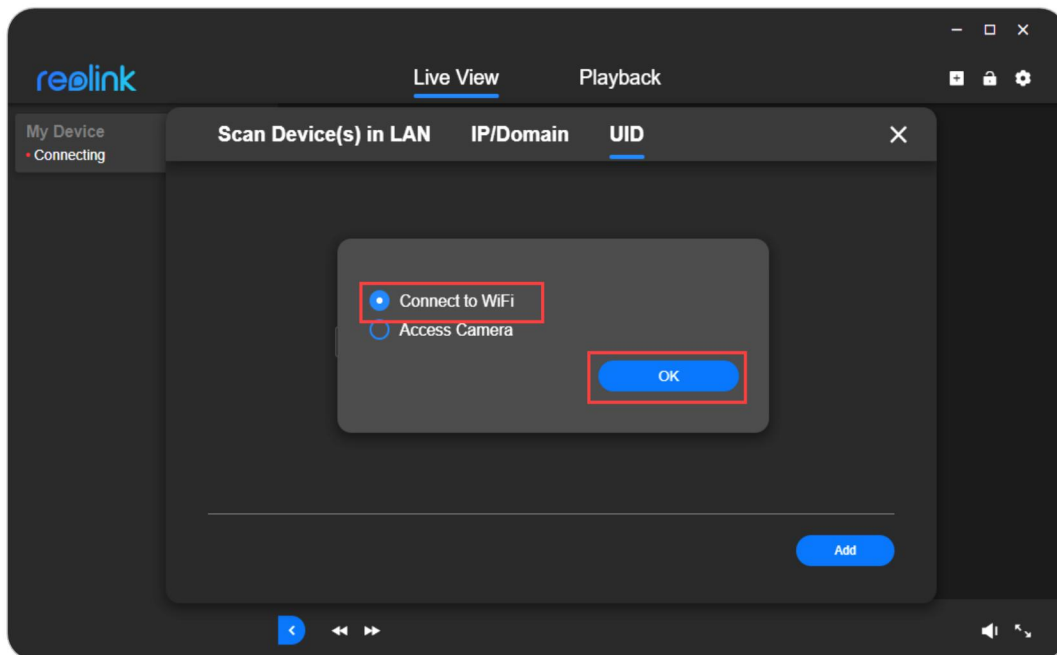 reolink
Live View
Playback
My Device
Connecting
Scan Device(s) in LAN
IP/Domain
UID
Connect to WiFi
Access Camera
OK
Add